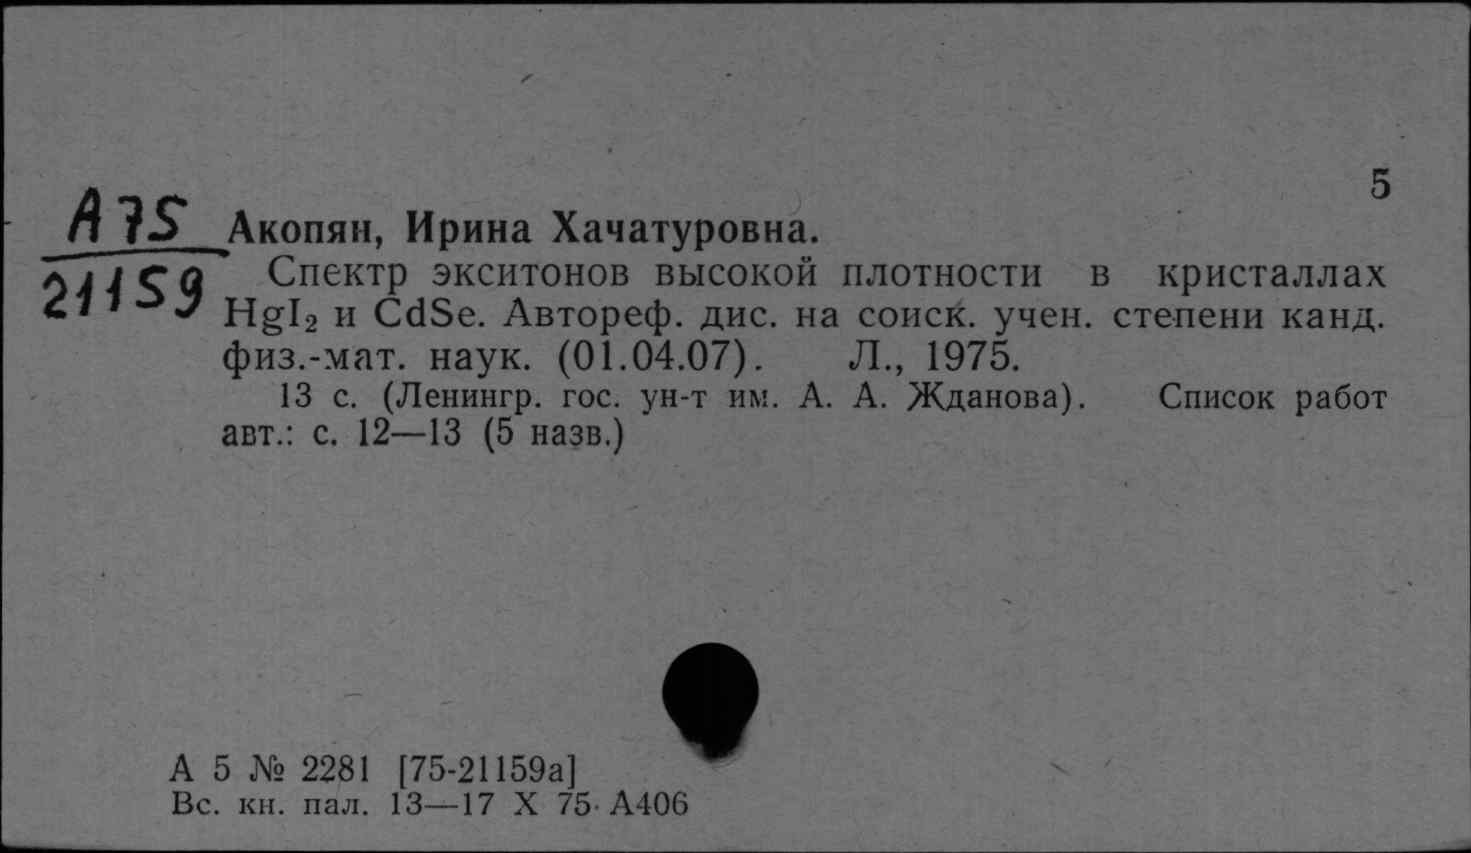 5
А75
21159
Акопян, Ирина Хачатуровна.
Спектр экситонов высокой плотности в кристаллах
HgI₂ и CdSe. Автореф. дис. на соиск. учен. степени канд.
физ.-мат. наук. (01.04.07). Л., 1975.
13 с. (Ленингр. гос. ун-т им. А. А. Жданова). Список работ
авт.: с. 12—13 (5 назв.)
А 5 № 2281 [75-21159а]
Вс. кн. пал. 13—17 X 75 А406